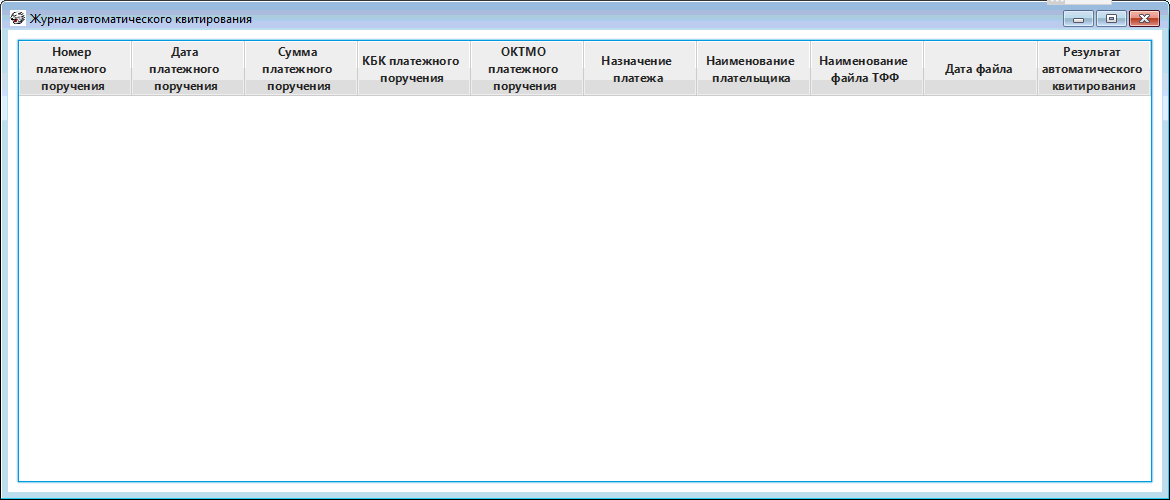 Журнал автоматического квитирования
Номер
платежного
поручения
Дата
платежного
поручения
Сумма
платежного
поручения
КБК платежного
поручения
ОКТМО
платежного
поручения
Назначение
платежа
Наименование
плательщика
Наименование
файла ТФФ
Дата файла
Результат
автоматического
квитирования